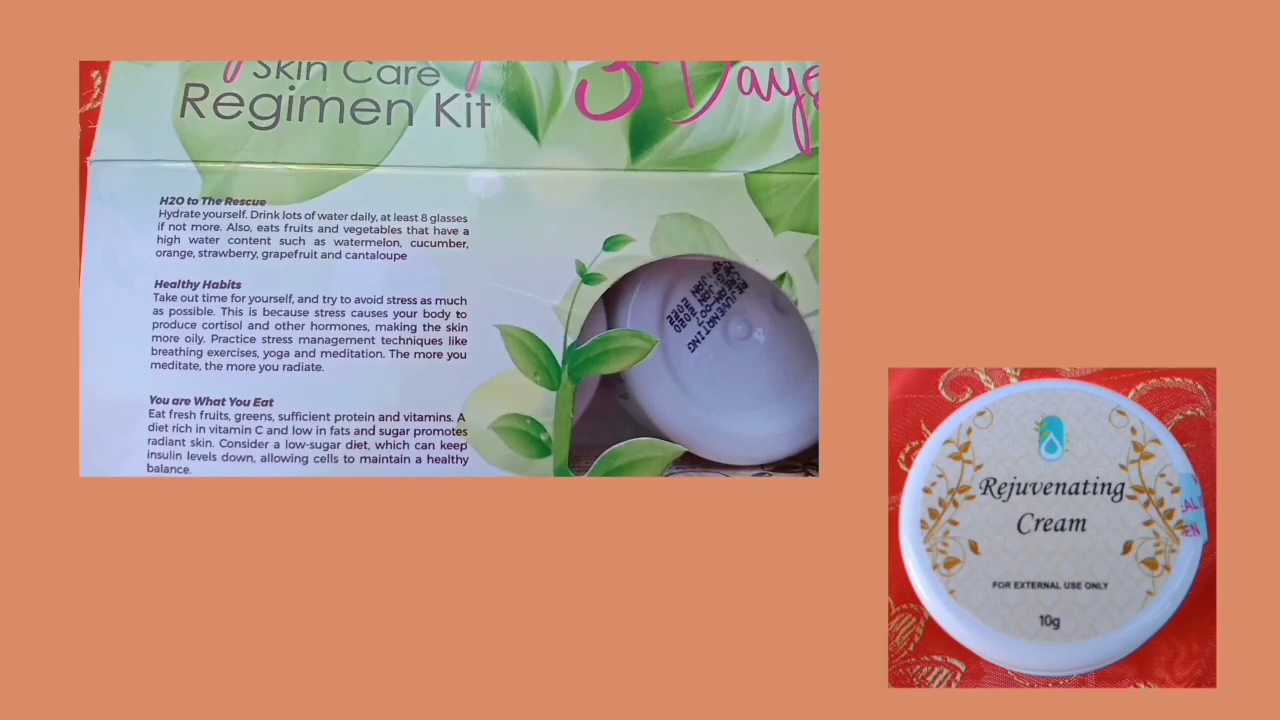 Skin Care
Regimen Kit
3 Days
H2O to The Rescue
Hydrate yourself. Drink lots of water daily, at least 8 glasses
if not more. Also, eats fruits and vegetables that have a
high water content such as watermelon, cucumber,
orange, strawberry, grapefruit and cantaloupe
Healthy Habits
Take out time for yourself, and try to avoid stress as much
as possible. This is because stress causes your body to
produce cortisol and other hormones, making the skin
more oily. Practice stress management techniques like
breathing exercises, yoga and meditation. The more you
meditate, the more you radiate.
You are What You Eat
Eat fresh fruits, greens, sufficient protein and vitamins. A
diet rich in vitamin C and low in fats and sugar promotes
radiant skin. Consider a low-sugar diet, which can keep
insulin levels down, allowing cells to maintain a healthy
balance.
REJUVENATING
JAN 2020
JAN 2022
Rejuvenating
Cream
FOR EXTERNAL USE ONLY
10g